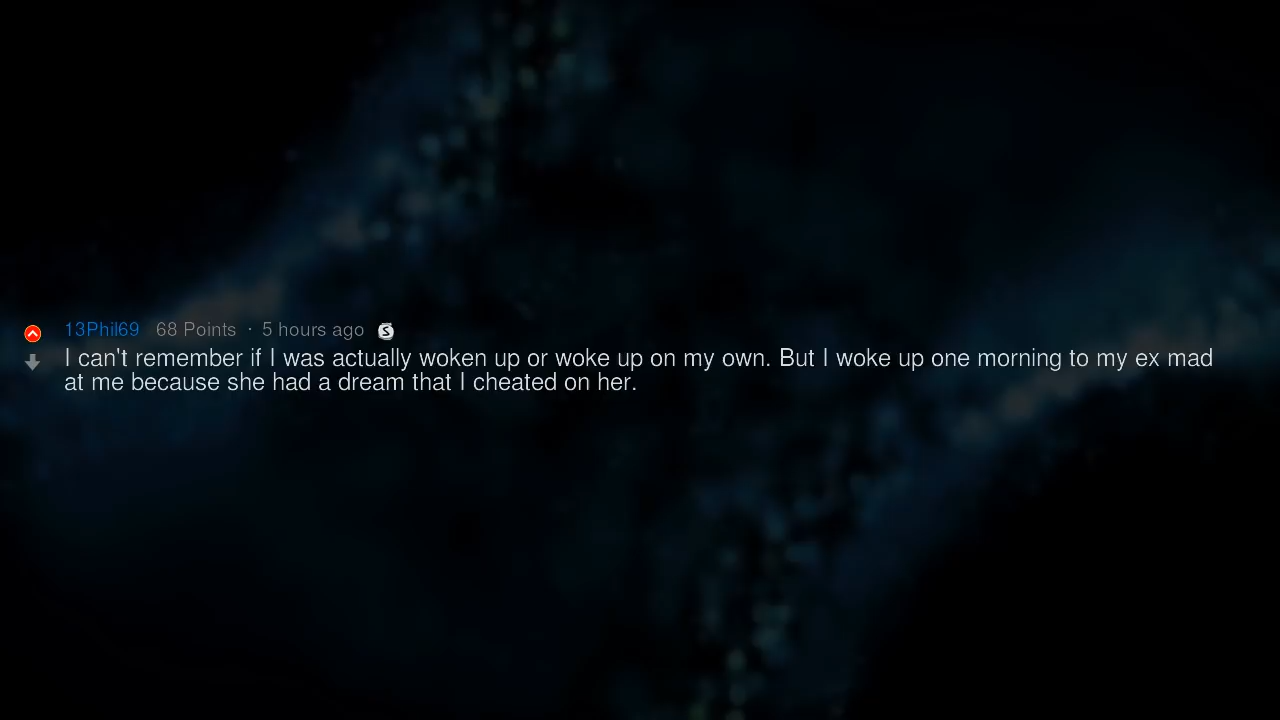 13Phil69 68 Points · 5 hours ago S
I can't remember if I was actually woken up or woke up on my own. But I woke up one morning to my ex mad
at me because she had a dream that I cheated on her.